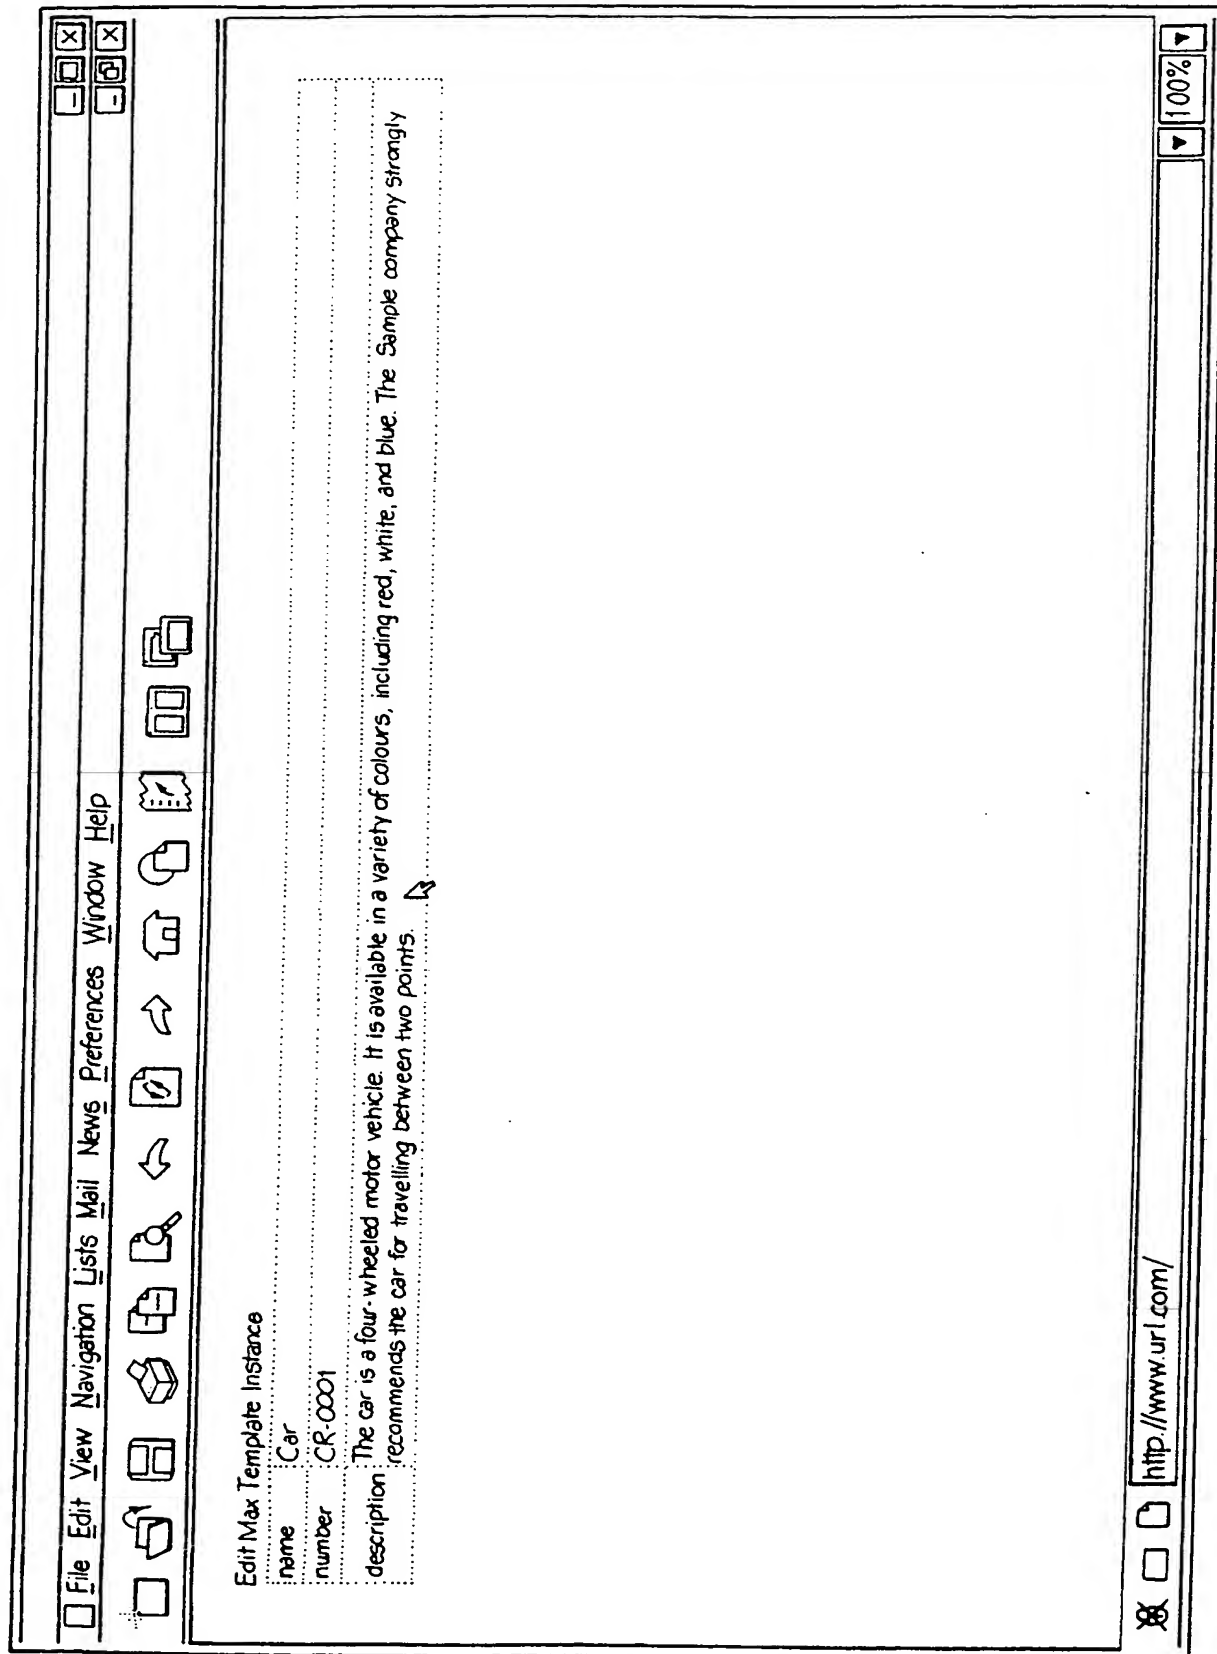 File Edit View Navigation Lists Mail News Preferences Window Help
Edit Max Template Instance
name Car
number CR-0001
description The car is a four-wheeled motor vehicle. It is available in a variety of colours, including red, white, and blue. The Sample company strongly
recommends the car for travelling between two points.
http://www.url.com/ 100%